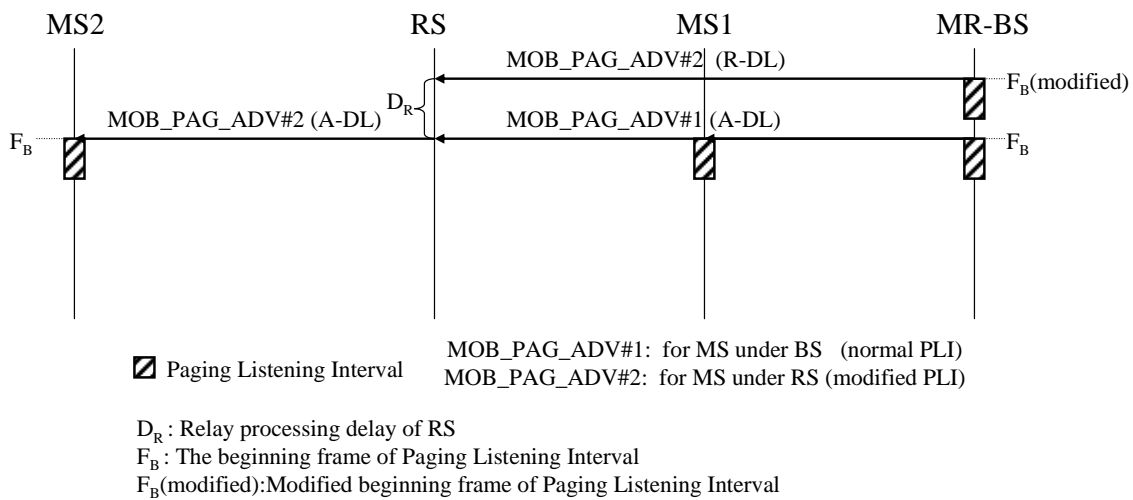 MS2 RS MS1 MR-BS
MOB_PAG_ADV#2 (R-DL)
F_B(modified)
D_R
MOB_PAG_ADV#2 (A-DL)
MOB_PAG_ADV#1 (A-DL)
F_B
F_B
Paging Listening Interval
MOB_PAG_ADV#1: for MS under BS (normal PLI)
MOB_PAG_ADV#2: for MS under RS (modified PLI)
D_R : Relay processing delay of RS
F_B : The beginning frame of Paging Listening Interval
F_B(modified):Modified beginning frame of Paging Listening Interval